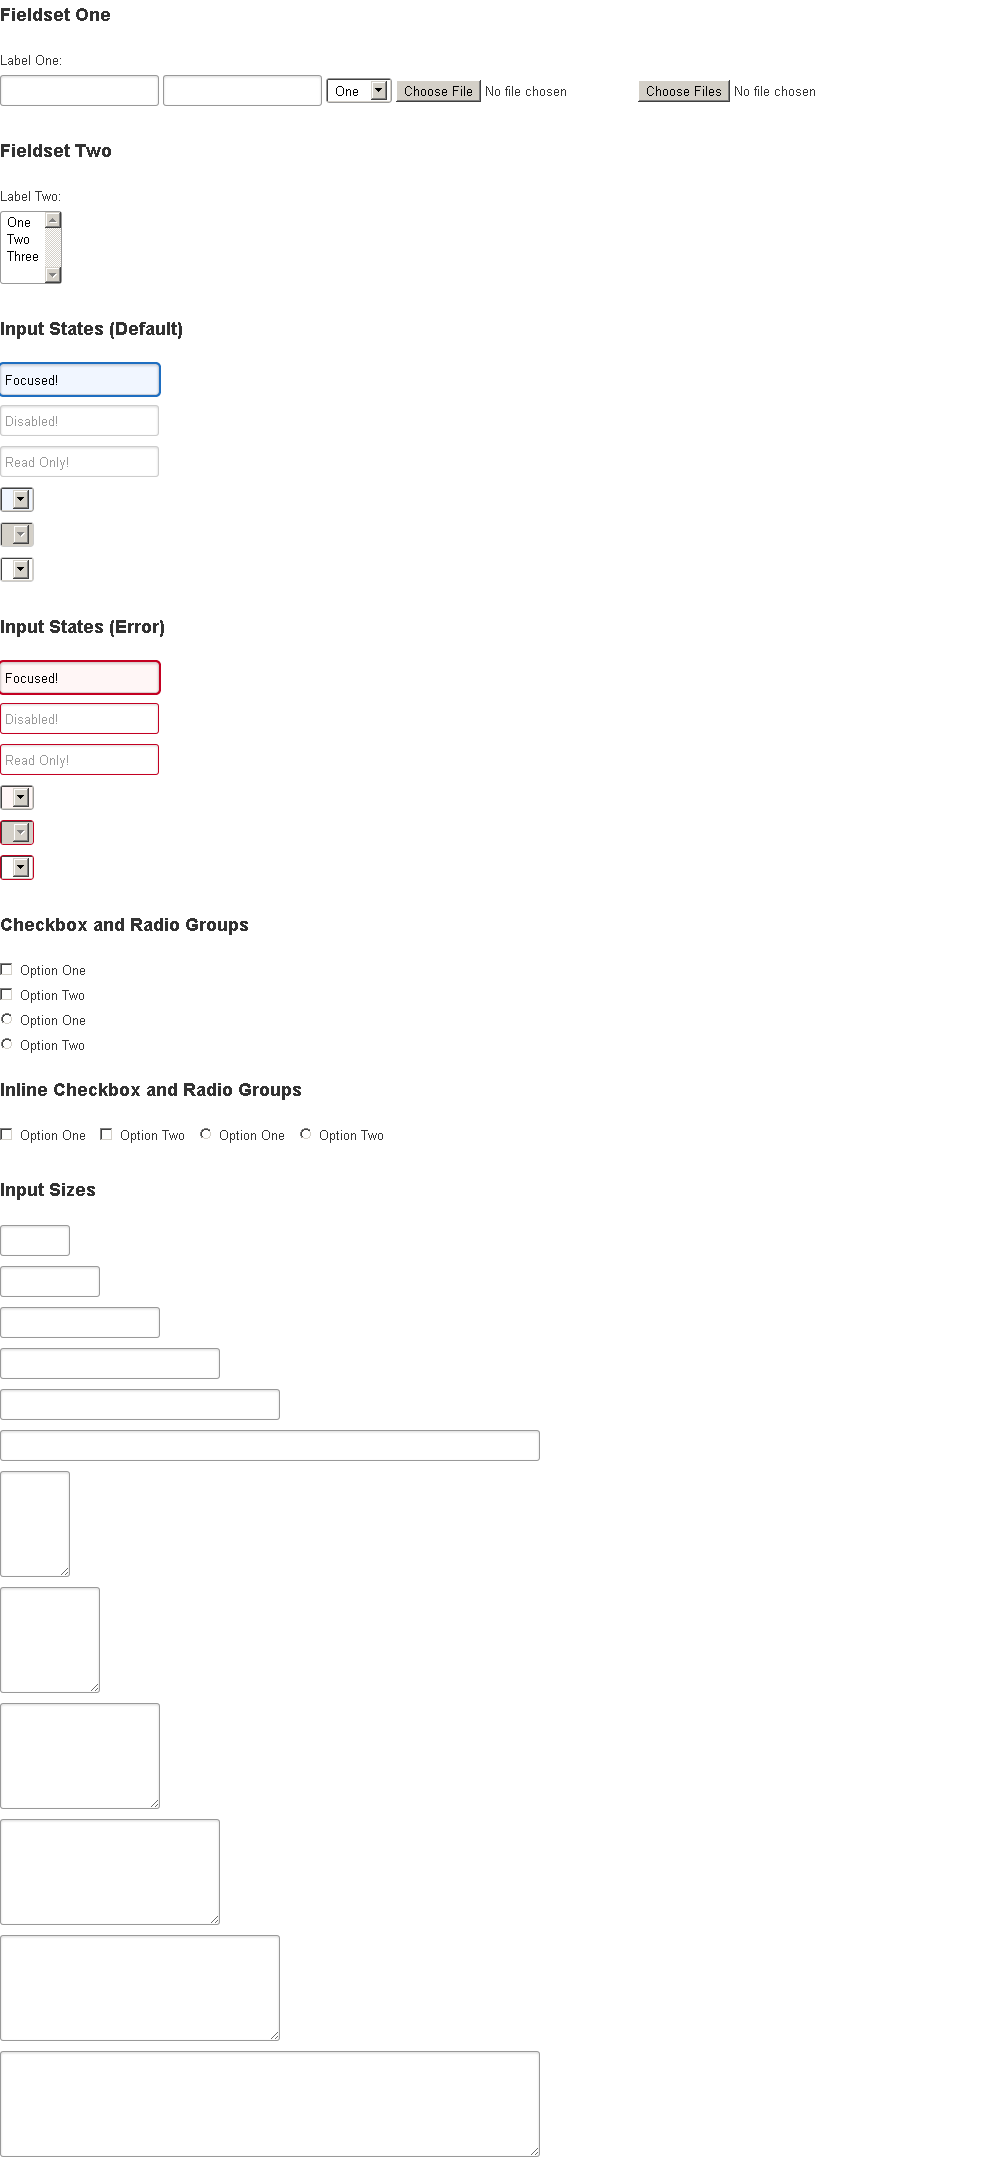 Fieldset One
Label One:
One Choose File No file chosen Choose Files No file chosen
Fieldset Two
Label Two:
One
Two
Three
Input States (Default)
Focused!
Disabled!
Read Only!
Input States (Error)
Focused!
Disabled!
Read Only!
Checkbox and Radio Groups
Option One
Option Two
Option One
Option Two
Inline Checkbox and Radio Groups
Option One Option Two Option One Option Two
Input Sizes